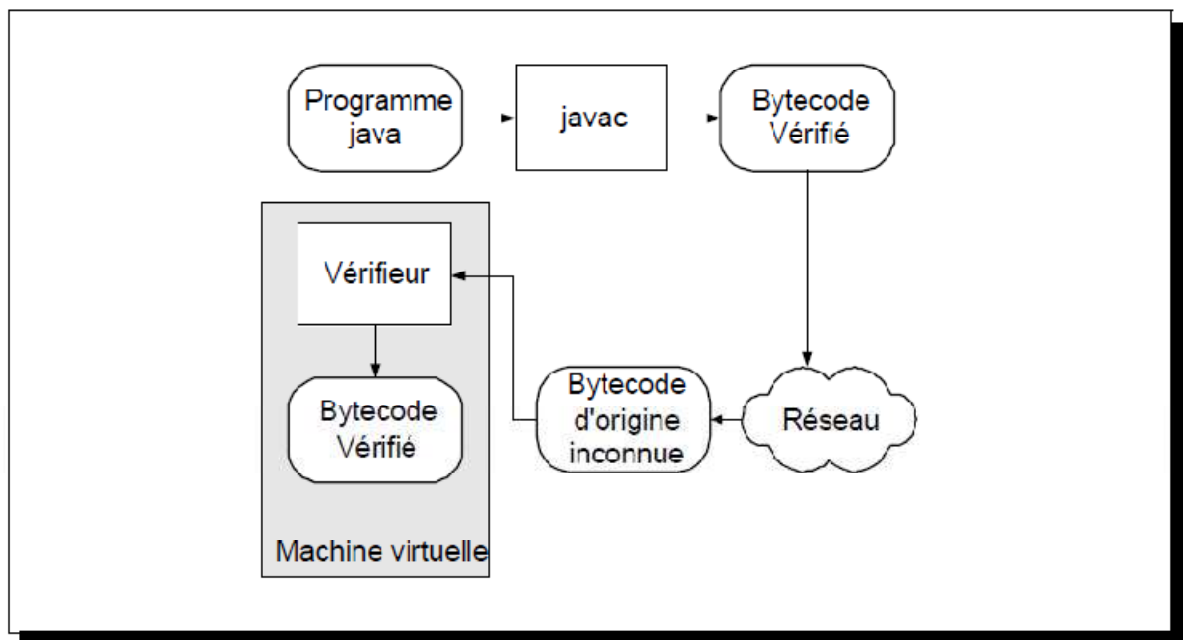 Programme
java
javac
Bytecode
Vérifié
Vérifieur
Bytecode
Vérifié
Machine virtuelle
Bytecode
d'origine
inconnue
Réseau